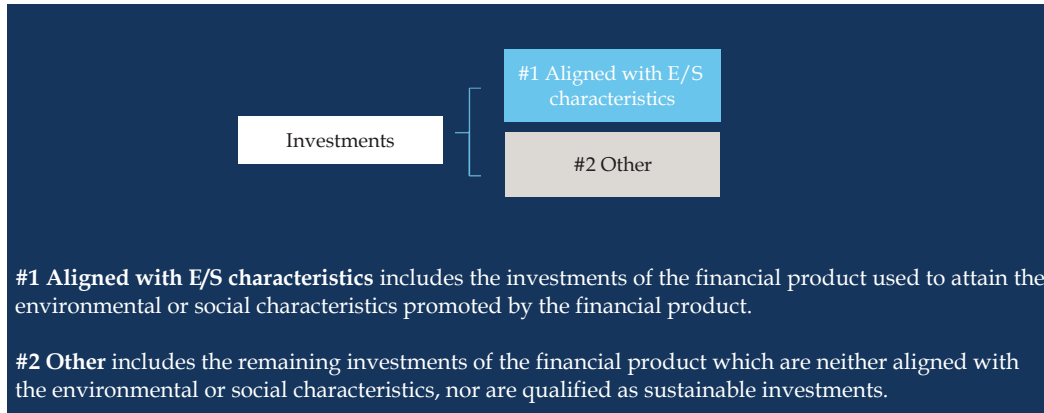 #1 Aligned with E/S
characteristics
Investments
#2 Other
#1 Aligned with E/S characteristics includes the investments of the financial product used to attain the
environmental or social characteristics promoted by the financial product.
#2 Other includes the remaining investments of the financial product which are neither aligned with
the environmental or social characteristics, nor are qualified as sustainable investments.